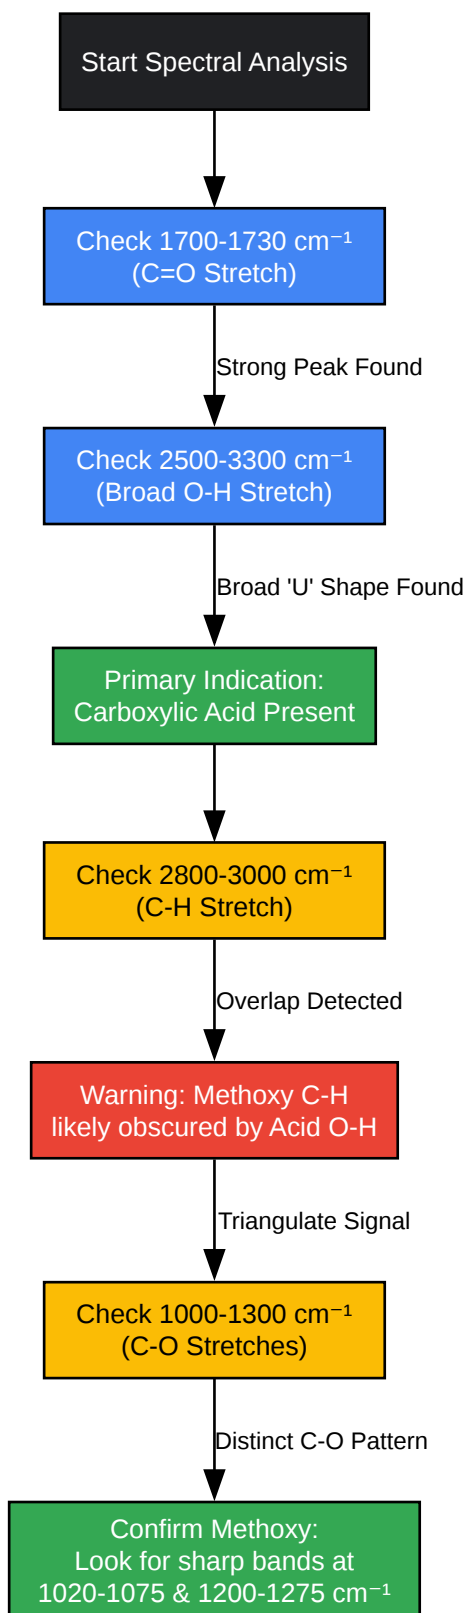 Start Spectral Analysis
Check 1700-1730 cm⁻¹
(C=O Stretch)
Strong Peak Found
Check 2500-3300 cm⁻¹
(Broad O-H Stretch)
Broad 'U' Shape Found
Primary Indication:
Carboxylic Acid Present
Check 2800-3000 cm⁻¹
(C-H Stretch)
Overlap Detected
Warning: Methoxy C-H
likely obscured by Acid O-H
Triangulate Signal
Check 1000-1300 cm⁻¹
(C-O Stretches)
Distinct C-O Pattern
Confirm Methoxy:
Look for sharp bands at
1020-1075 & 1200-1275 cm⁻¹